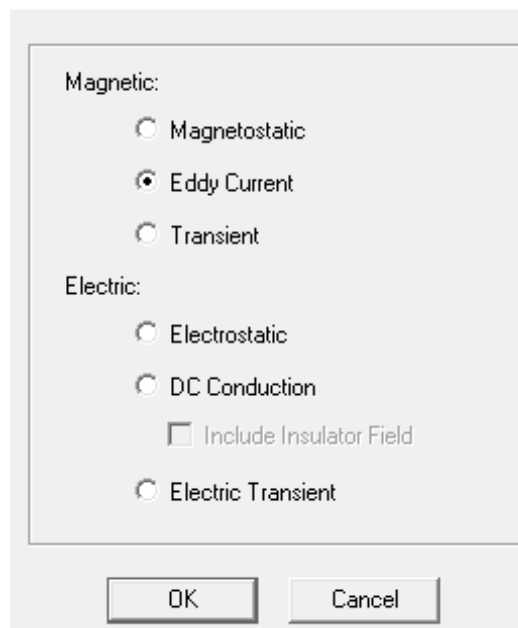 Magnetic:
Magnetostatic
Eddy Current
Transient
Electric:
Electrostatic
DC Conduction
Include Insulator Field
Electric Transient
OK Cancel